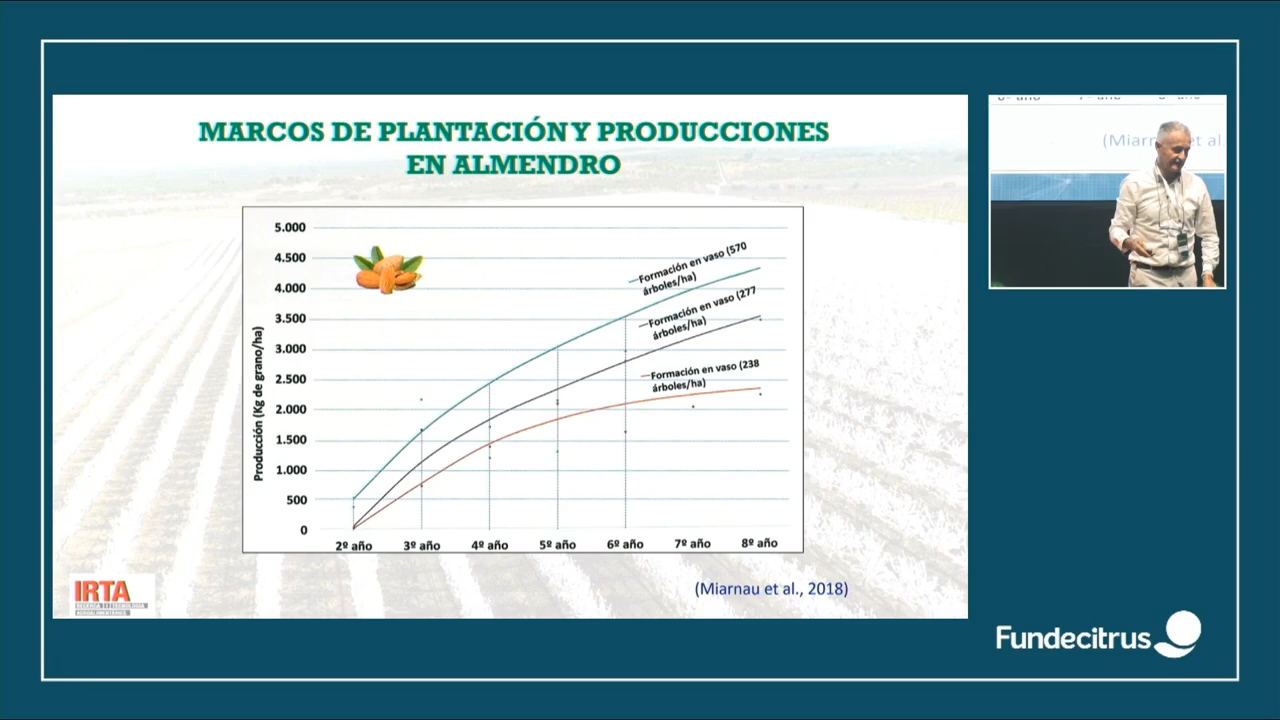 MARCOS DE PLANTACIÓN Y PRODUCCIONES
EN ALMENDRO
Producción (Kg de grano/ha)
5.000
4.500
4.000
3.500
3.000
2.500
2.000
1.500
1.000
500
0
Formación en vaso (570
árboles/ha)
Formación en vaso (277
árboles/ha)
Formación en vaso (238
árboles/ha)
2º año
3º año
4º año
5º año
6º año
7º año
8º año
(Miarnau et al., 2018)
IRTA
(Miarn
et al.
Fundecitrus